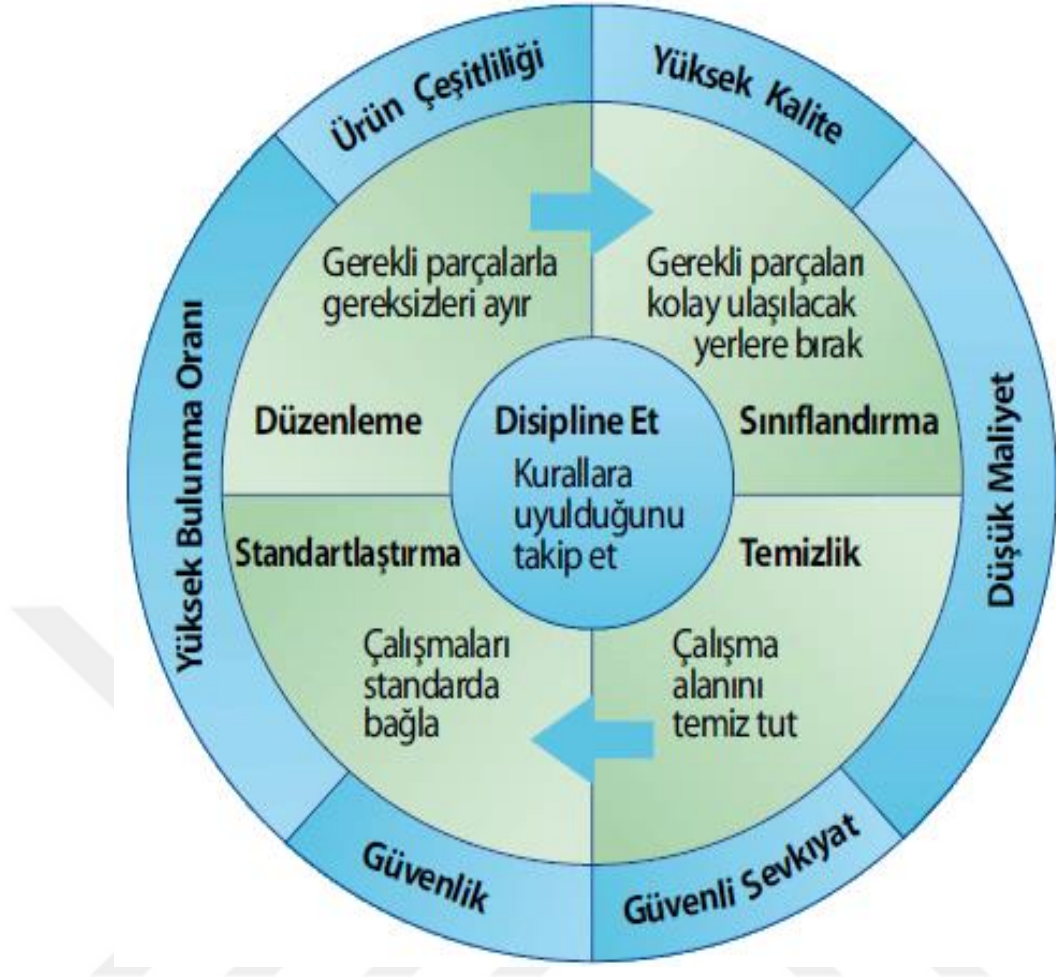 Ürün Çeşitliliği
Yüksek Kalite
Düşük Maliyet
Güvenli Sevkıyat
Güvenlik
Yüksek Bulunma Oranı
Gerekli parçalarla
gereksizleri ayır
Düzenleme
Gerekli parçaları
kolay ulaşılacak
yerlere bırak
Sınıflandırma
Disipline Et
Kurallara
uyulduğunu
takip et
Temizlik
Çalışma
alanını
temiz tut
Standartlaştırma
Çalışmaları
standarda
bağla